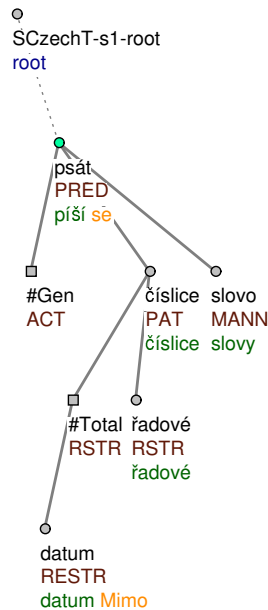 SCzechT-s1-root
root
psát
PRED
píší se
#Gen
ACT
číslice
PAT
číslice
slovo
MANN
slovy
#Total
RSTR
řadové
RSTR
řadové
datum
RESTR
datum Mimo